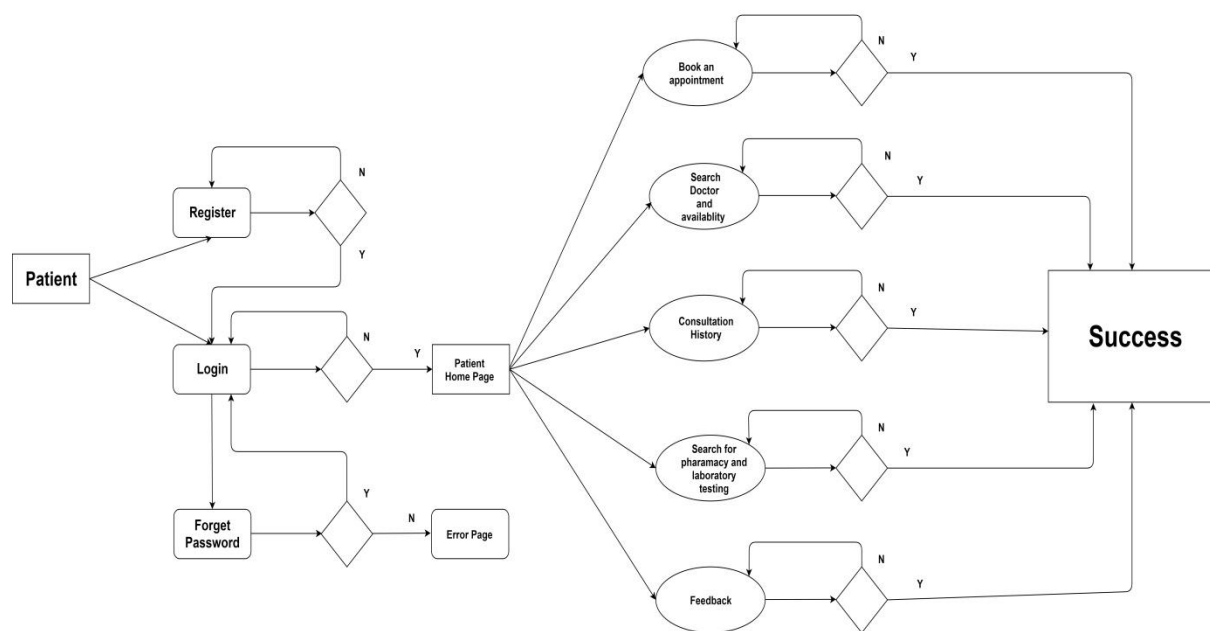 Patient
Register
N
Y
Login
N
Y
Forget
Password
Y
N
Error Page
Patient
Home Page
Book an
appointment
N
Y
Search
Doctor
and
availablity
N
Y
Consultation
History
N
Y
Search for
pharamacy and
laboratory
testing
N
Y
Feedback
N
Y
Success